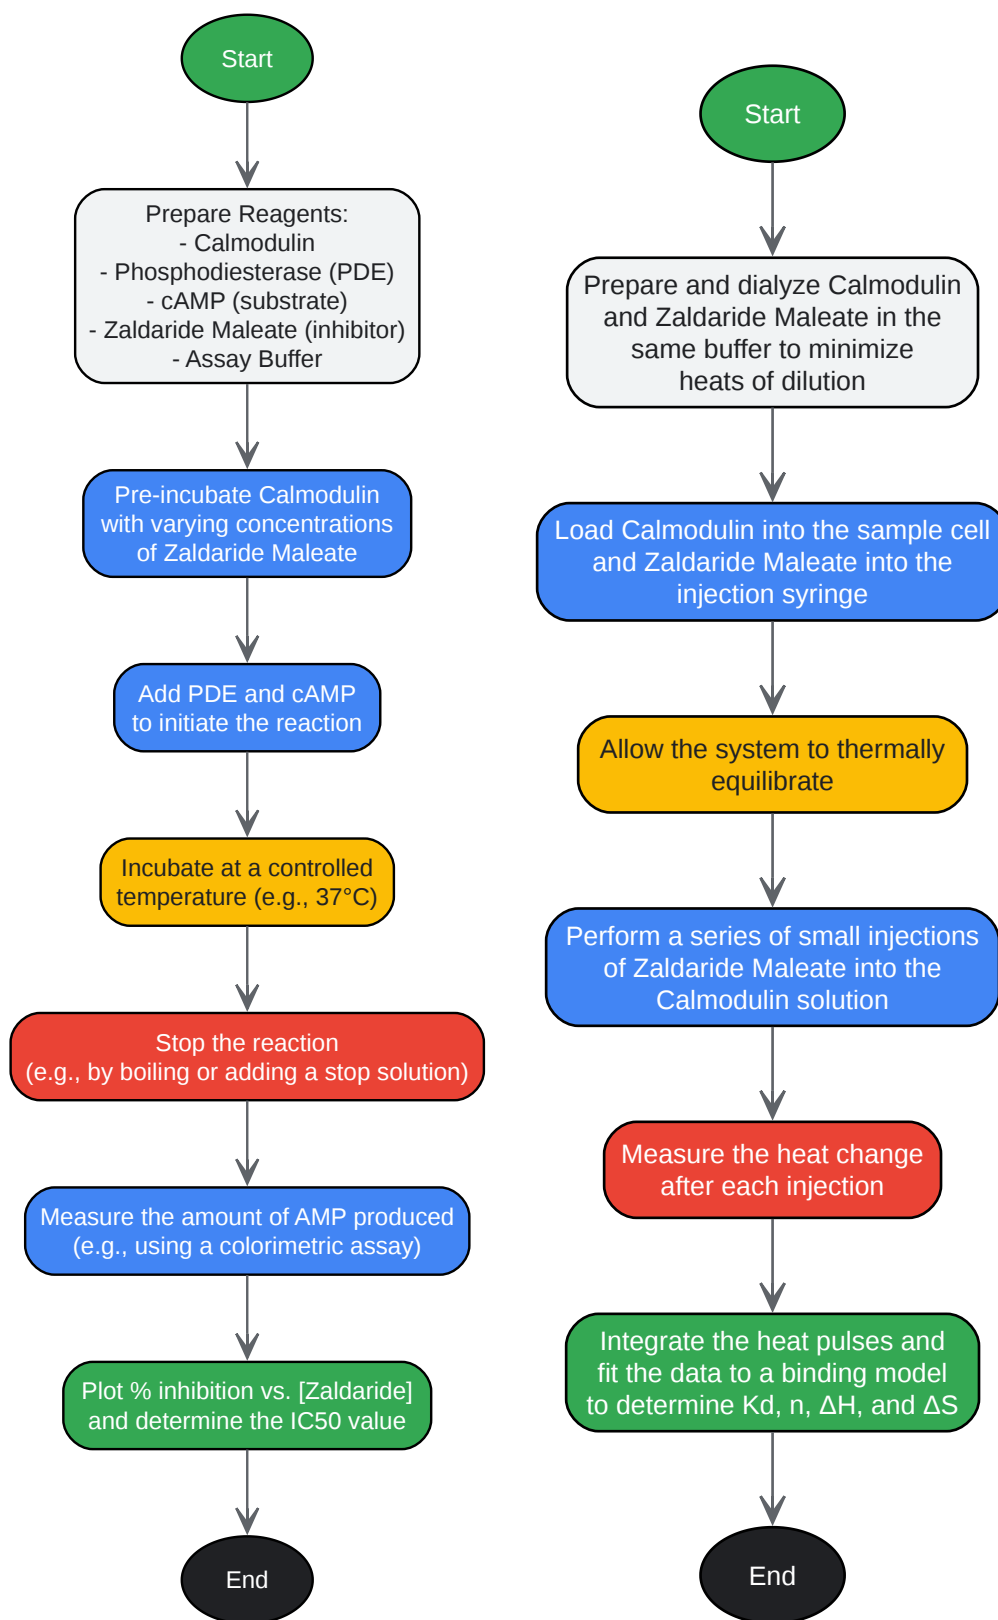 Start
Prepare Reagents:
- Calmodulin
- Phosphodiesterase (PDE)
- cAMP (substrate)
- Zaldaride Maleate (inhibitor)
- Assay Buffer
Pre-incubate Calmodulin
with varying concentrations
of Zaldaride Maleate
Add PDE and cAMP
to initiate the reaction
Incubate at a controlled
temperature (e.g., 37°C)
Stop the reaction
(e.g., by boiling or adding a stop solution)
Measure the amount of AMP produced
(e.g., using a colorimetric assay)
Plot % inhibition vs. [Zaldaride]
and determine the IC50 value
End
Start
Prepare and dialyze Calmodulin
and Zaldaride Maleate in the
same buffer to minimize
heats of dilution
Load Calmodulin into the sample cell
and Zaldaride Maleate into the
injection syringe
Allow the system to thermally
equilibrate
Perform a series of small injections
of Zaldaride Maleate into the
Calmodulin solution
Measure the heat change
after each injection
Integrate the heat pulses and
fit the data to a binding model
to determine Kd, n, ΔH, and ΔS
End